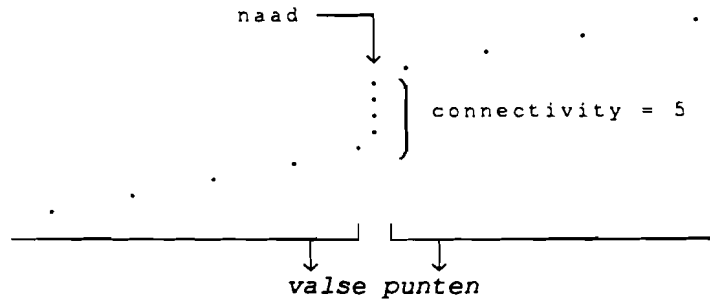 naad
connectivity = 5
valse punten